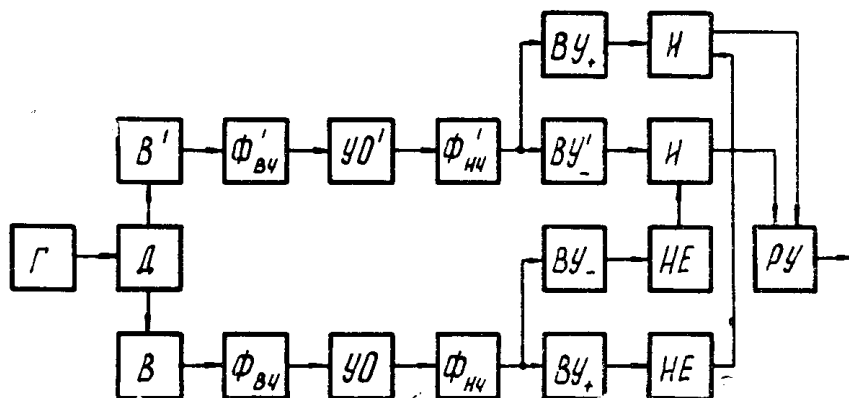 ВУ₊ И
В' Ф'вч УО' Ф'нч ВУ'₋ И
Г Д ВУ₋ НЕ РУ
В Фвч УО Фнч ВУ₊ НЕ